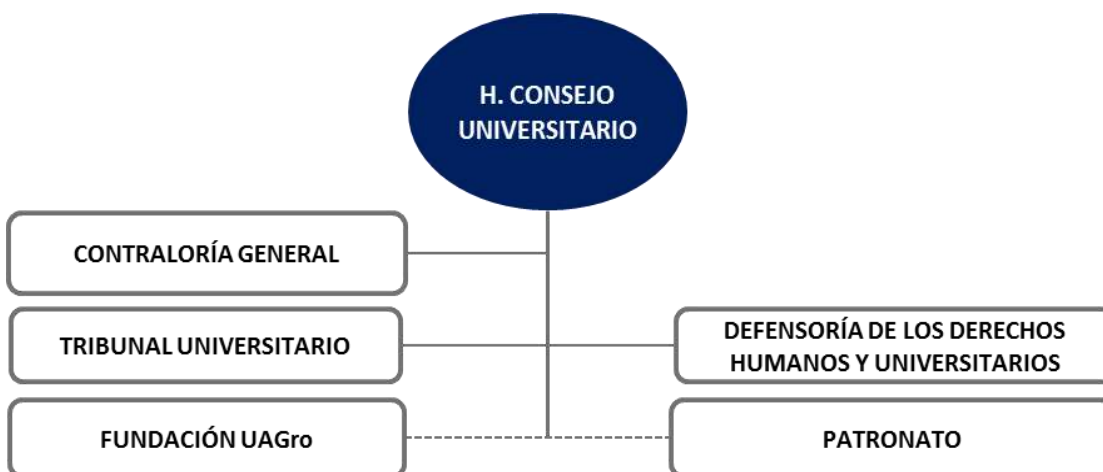 H. CONSEJO
UNIVERSITARIO
CONTRALORÍA GENERAL
TRIBUNAL UNIVERSITARIO
DEFENSORÍA DE LOS DERECHOS
HUMANOS Y UNIVERSITARIOS
FUNDACIÓN UAGro
PATRONATO